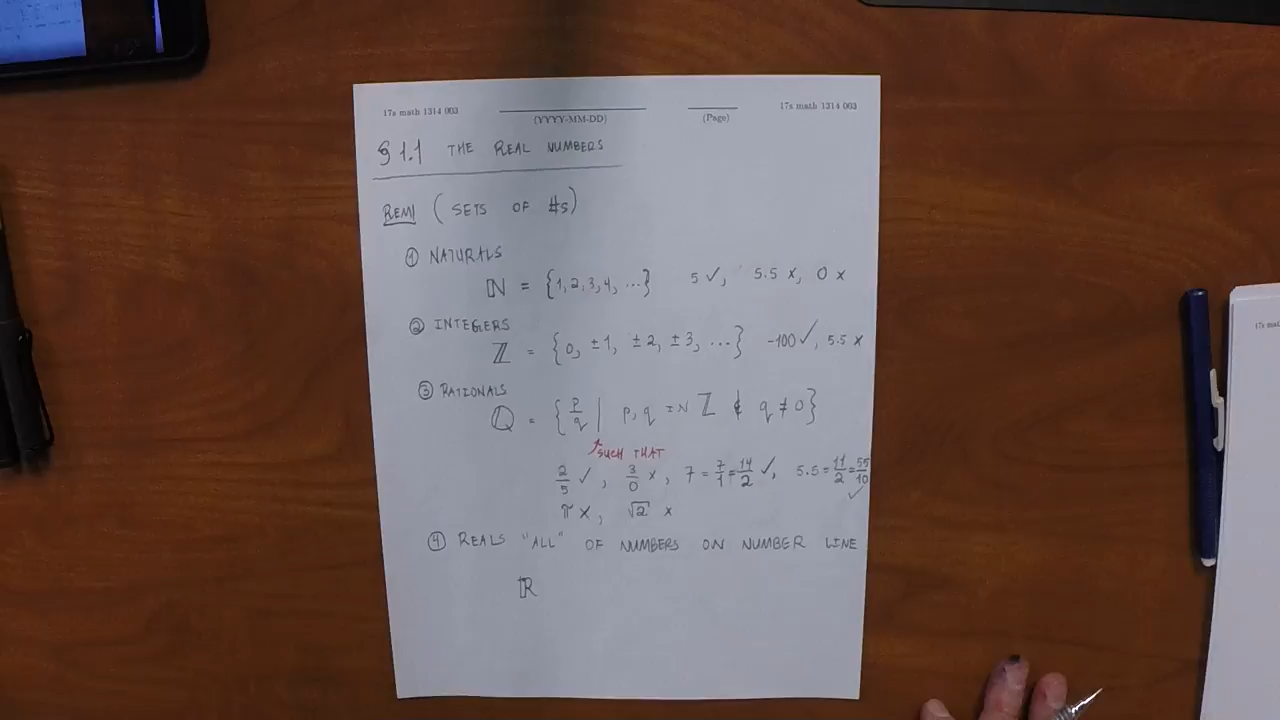 17s math 1314 003 (YYYY-MM-DD) (Page) 17s math 1314 003
§ 1.1 THE REAL NUMBERS
REM (SETS OF #s)
① NATURALS
ℕ = {1, 2, 3, 4, ...} 5 ✓, 5.5 x, 0 x
② INTEGERS
ℤ = {0, ±1, ±2, ±3, ...} -100 ✓, 5.5 x
③ RATIONALS
ℚ = {p/q | p, q IN ℤ & q ≠ 0}
SUCH THAT
2/5 ✓, 3/0 x, 7 = 7/1 = 14/2 ✓, 5.5 = 11/2 = 55/10 ✓
π x, √2 x
④ REALS "ALL" OF NUMBERS ON NUMBER LINE
ℝ
17s mat